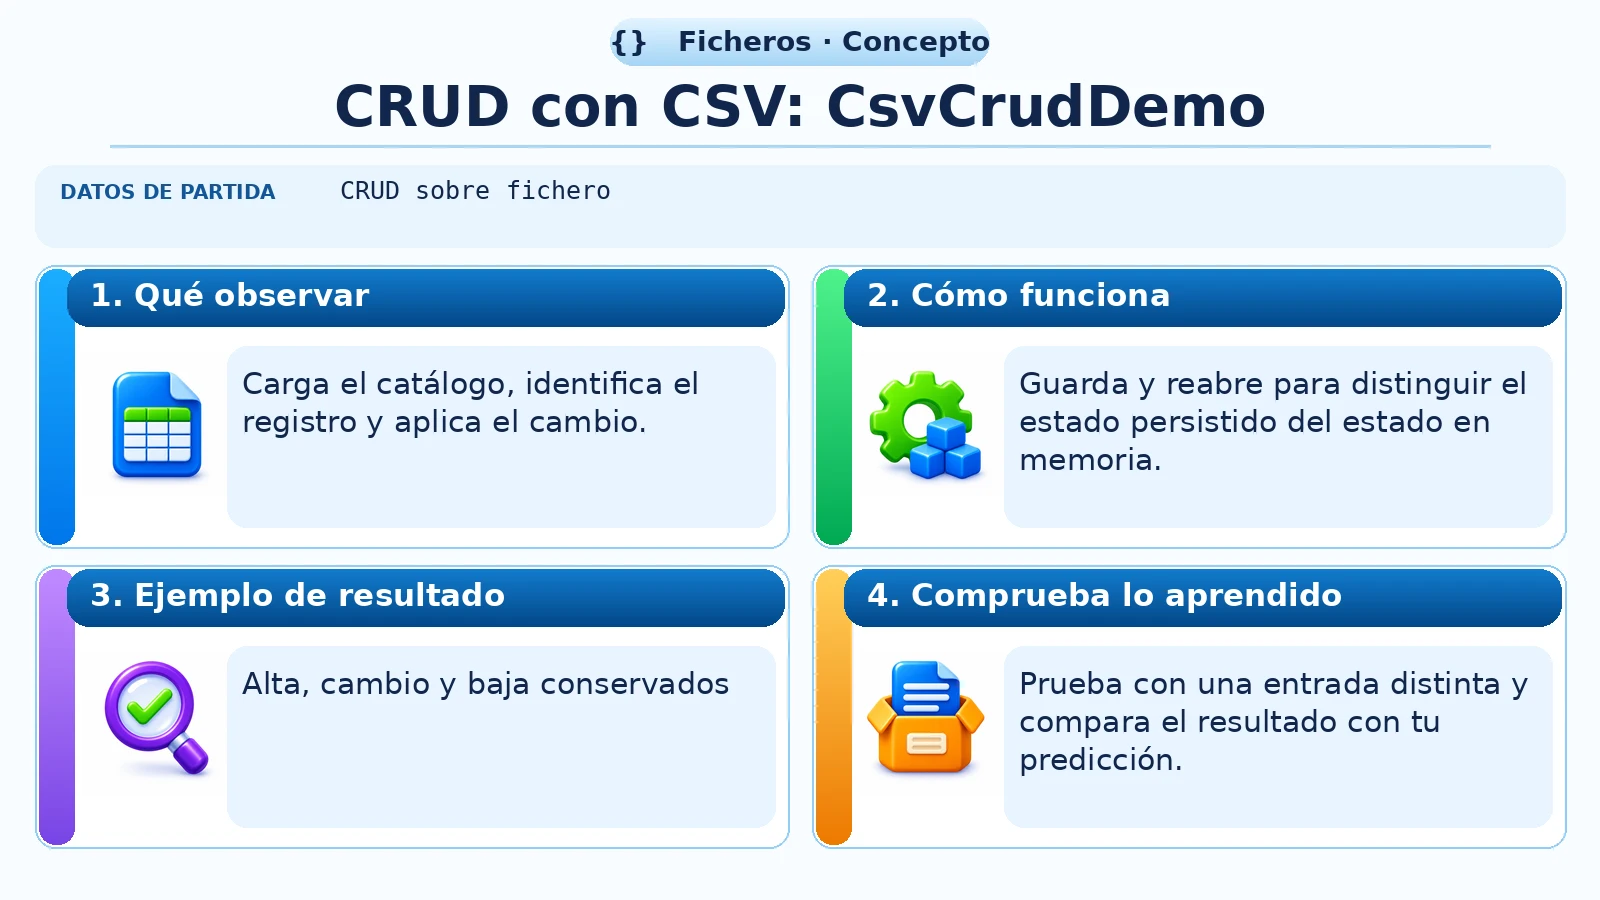 {} Ficheros · Concepto
CRUD con CSV: CsvCrudDemo
DATOS DE PARTIDA CRUD sobre fichero
1. Qué observar
Carga el catálogo, identifica el
registro y aplica el cambio.
2. Cómo funciona
Guarda y reabre para distinguir el
estado persistido del estado en
memoria.
3. Ejemplo de resultado
Alta, cambio y baja conservados
4. Comprueba lo aprendido
Prueba con una entrada distinta y
compara el resultado con tu
predicción.